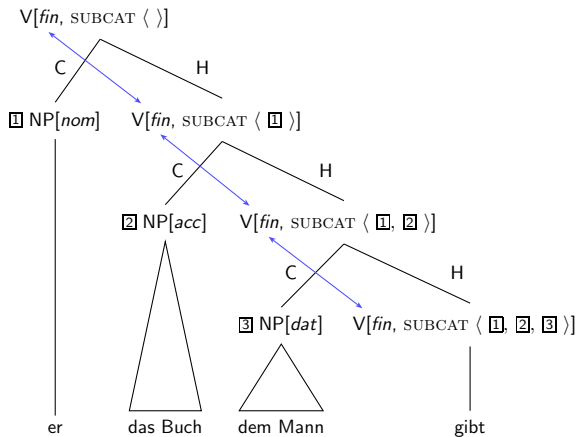 V[fin, SUBCAT ⟨ ⟩]
C H
1 NP[nom] V[fin, SUBCAT ⟨ 1 ⟩]
C H
2 NP[acc] V[fin, SUBCAT ⟨ 1, 2 ⟩]
C H
3 NP[dat] V[fin, SUBCAT ⟨ 1, 2, 3 ⟩]
er das Buch dem Mann gibt